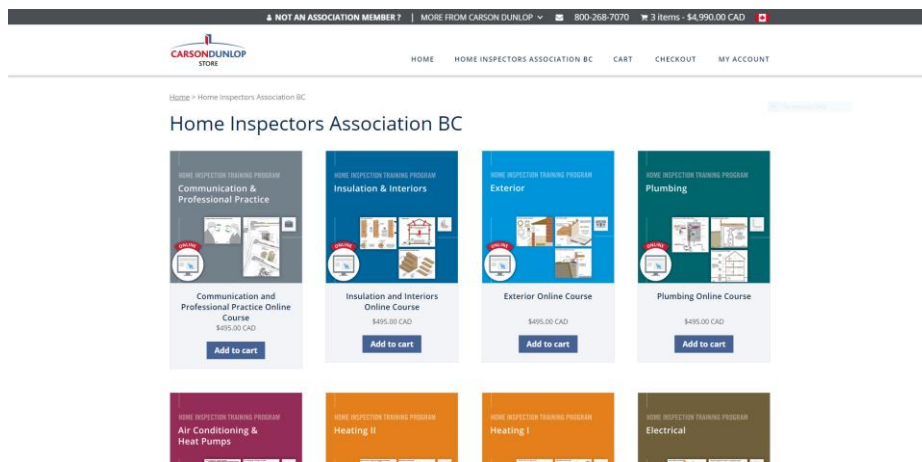 NOT AN ASSOCIATION MEMBER ? | MORE FROM CARSON DUNLOP 800-268-7070 3 items - $4,990.00 CAD
CARSONDUNLOP
STORE
HOME HOME INSPECTORS ASSOCIATION BC CART CHECKOUT MY ACCOUNT
Home > Home Inspectors Association BC
Home Inspectors Association BC
HOME INSPECTION TRAINING PROGRAM
Communication &
Professional Practice
ONLINE
Communication and
Professional Practice Online
Course
$495.00 CAD
Add to cart
HOME INSPECTION TRAINING PROGRAM
Insulation & Interiors
ONLINE
Insulation and Interiors
Online Course
$495.00 CAD
Add to cart
HOME INSPECTION TRAINING PROGRAM
Exterior
ONLINE
Exterior Online Course
$495.00 CAD
Add to cart
HOME INSPECTION TRAINING PROGRAM
Plumbing
ONLINE
Plumbing Online Course
$495.00 CAD
Add to cart
HOME INSPECTION TRAINING PROGRAM
Air Conditioning &
Heat Pumps
HOME INSPECTION TRAINING PROGRAM
Heating II
HOME INSPECTION TRAINING PROGRAM
Heating I
HOME INSPECTION TRAINING PROGRAM
Electrical